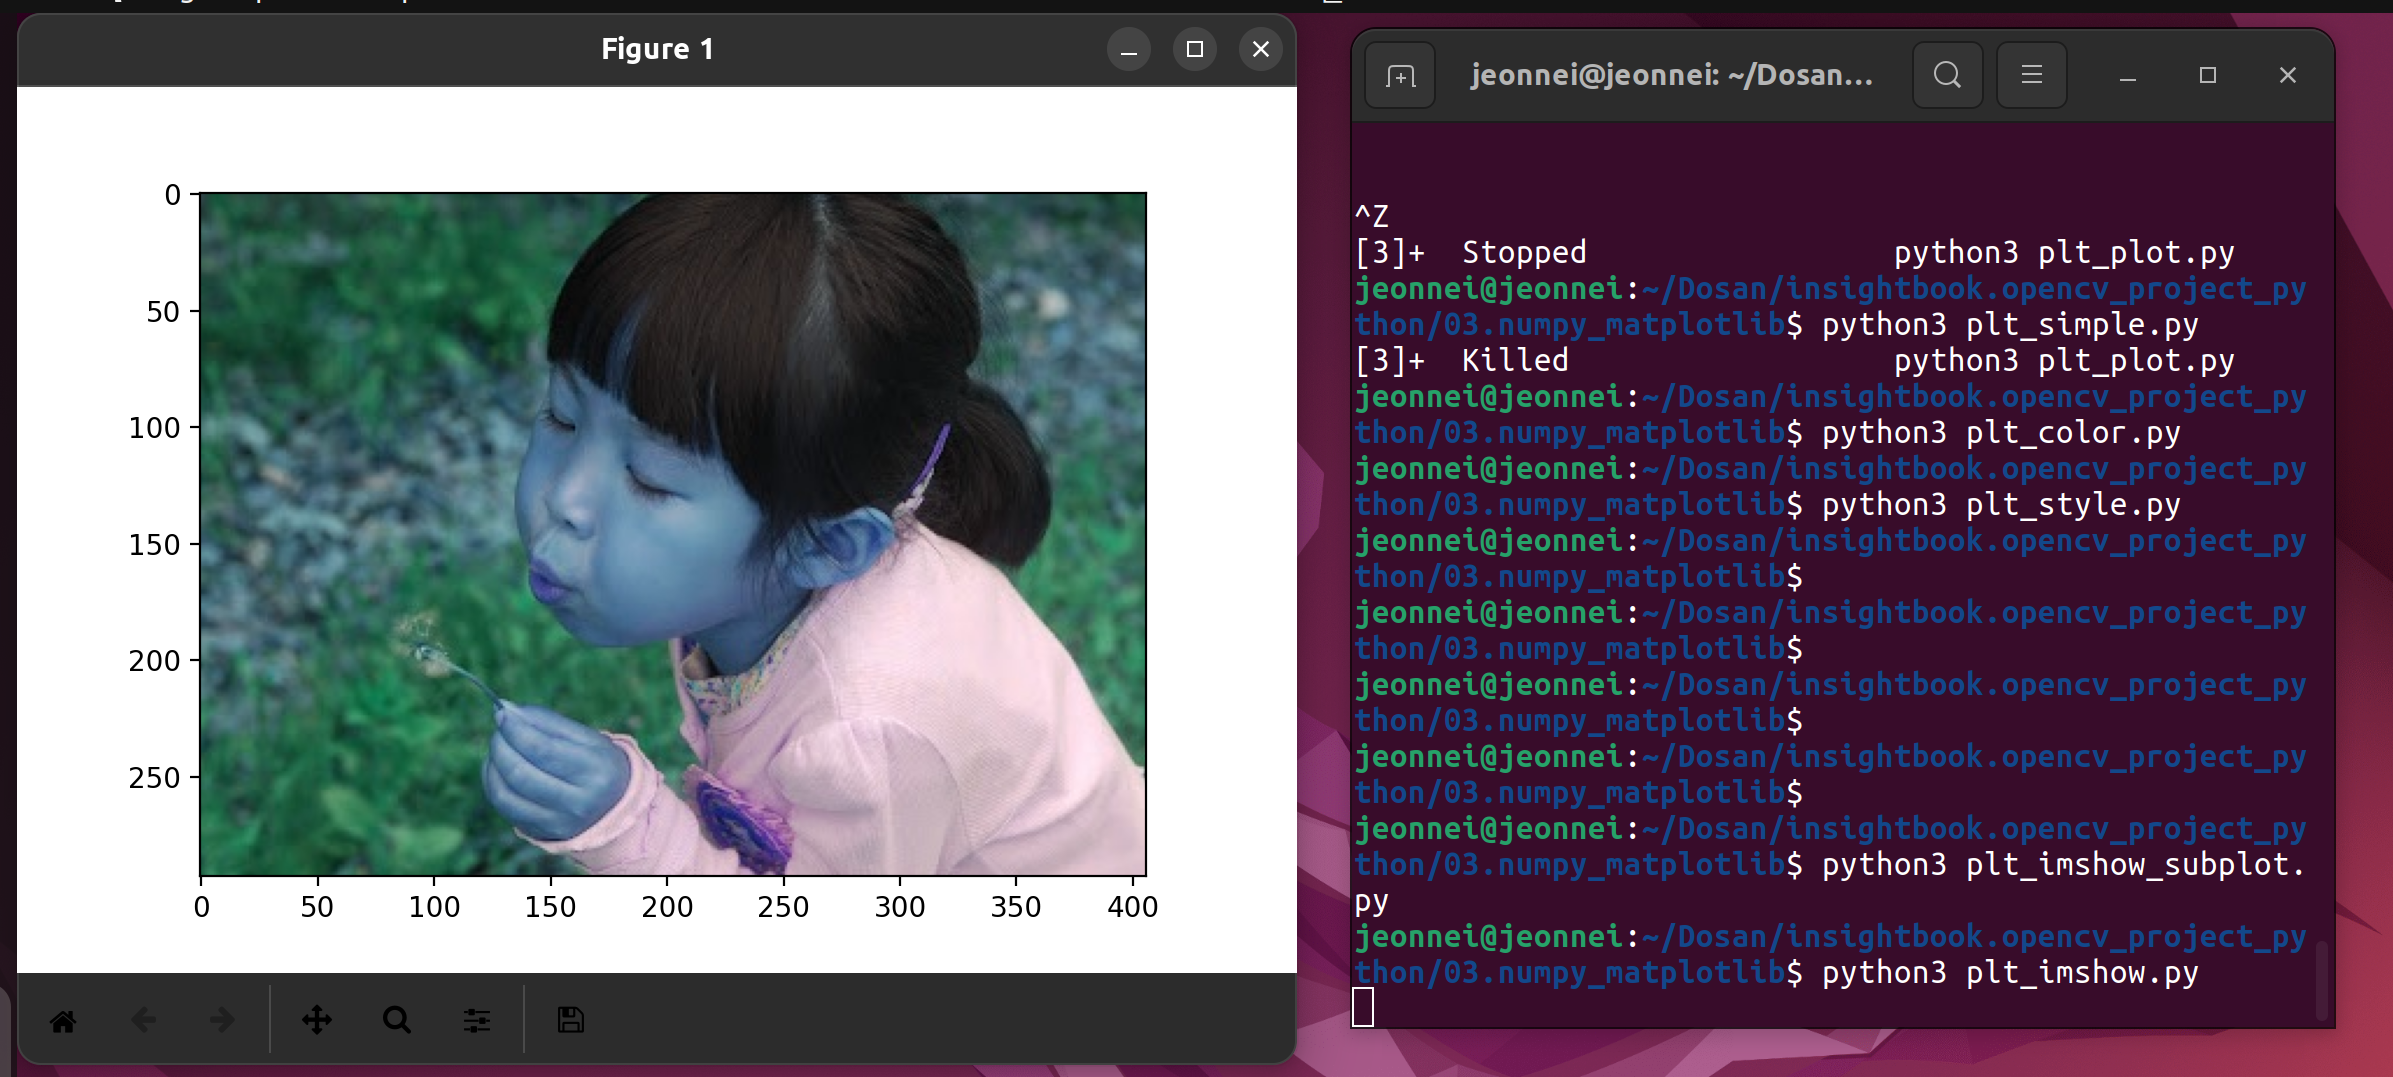 Figure 1
0
50
100
150
200
250
0 50 100 150 200 250 300 350 400
jeonnei@jeonnei: ~/Dosan…
^Z
[3]+  Stopped                 python3 plt_plot.py
jeonnei@jeonnei:~/Dosan/insightbook.opencv_project_py
thon/03.numpy_matplotlib$ python3 plt_simple.py
[3]+  Killed                  python3 plt_plot.py
jeonnei@jeonnei:~/Dosan/insightbook.opencv_project_py
thon/03.numpy_matplotlib$ python3 plt_color.py
jeonnei@jeonnei:~/Dosan/insightbook.opencv_project_py
thon/03.numpy_matplotlib$ python3 plt_style.py
jeonnei@jeonnei:~/Dosan/insightbook.opencv_project_py
thon/03.numpy_matplotlib$
jeonnei@jeonnei:~/Dosan/insightbook.opencv_project_py
thon/03.numpy_matplotlib$
jeonnei@jeonnei:~/Dosan/insightbook.opencv_project_py
thon/03.numpy_matplotlib$
jeonnei@jeonnei:~/Dosan/insightbook.opencv_project_py
thon/03.numpy_matplotlib$
jeonnei@jeonnei:~/Dosan/insightbook.opencv_project_py
thon/03.numpy_matplotlib$ python3 plt_imshow_subplot.
py
jeonnei@jeonnei:~/Dosan/insightbook.opencv_project_py
thon/03.numpy_matplotlib$ python3 plt_imshow.py